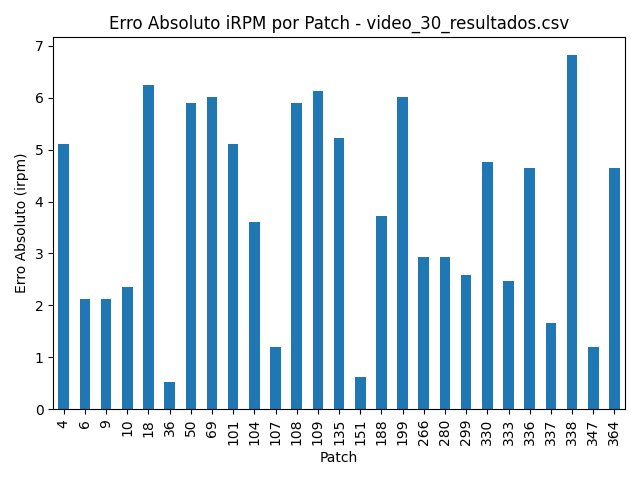 Erro Absoluto iRPM por Patch - video_30_resultados.csv
Erro Absoluto (irpm)
7
6
5
4
3
2
1
0
4 6 9 10 18 36 50 69 101 104 107 108 109 135 151 188 199 266 280 299 330 333 336 337 338 347 364
Patch